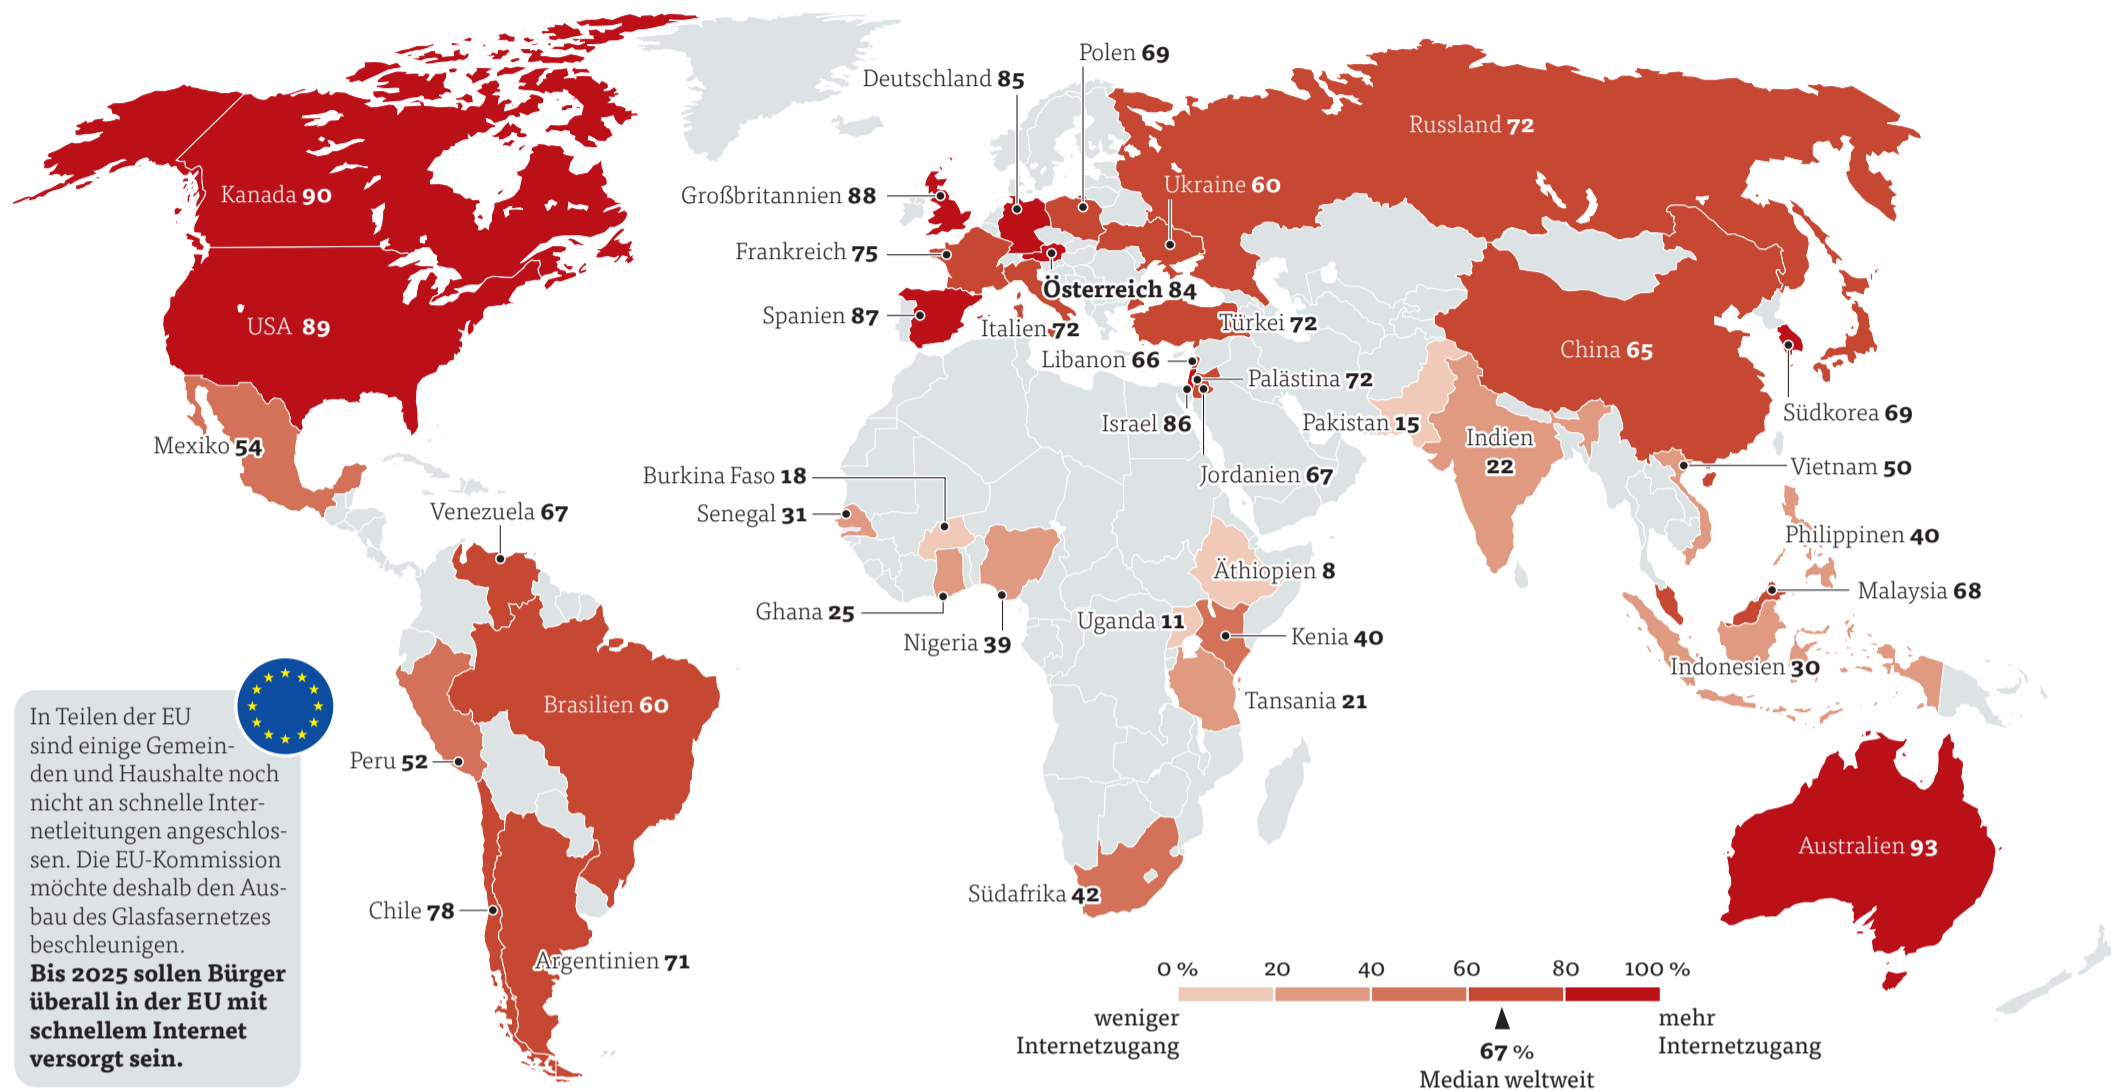 Polen 69
Deutschland 85
Russland 72
Kanada 90
Großbritannien 88
Ukraine 60
Frankreich 75
Österreich 84
USA 89
Spanien 87
Italien 72
Türkei 72
China 65
Libanon 66
Palästina 72
Israel 86
Pakistan 15
Südkorea 69
Mexiko 54
Indien
22
Vietnam 50
Burkina Faso 18
Jordanien 67
Senegal 31
Venezuela 67
Philippinen 40
Äthiopien 8
Malaysia 68
Ghana 25
Uganda 11
Nigeria 39
Kenia 40
Indonesien 30
Tansania 21
Brasilien 60
Peru 52
Australien 93
Südafrika 42
Chile 78
Argentinien 71
In Teilen der EU
sind einige Gemein-
den und Haushalte noch
nicht an schnelle Inter-
netleitungen angeschlos-
sen. Die EU-Kommission
möchte deshalb den Aus-
bau des Glasfasernetzes
beschleunigen.
Bis 2025 sollen Bürger
überall in der EU mit
schnellem Internet
versorgt sein.
0 % 20 40 60 80 100 %
weniger
Internetzugang
mehr
Internetzugang
67 %
Median weltweit